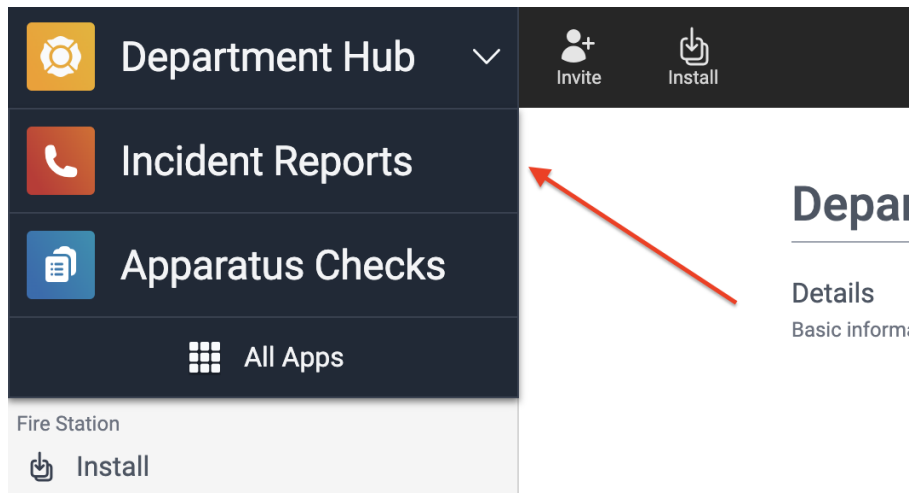 Department Hub
Invite
Install
Incident Reports
Apparatus Checks
All Apps
Fire Station
Install
Depar
Details
Basic informa